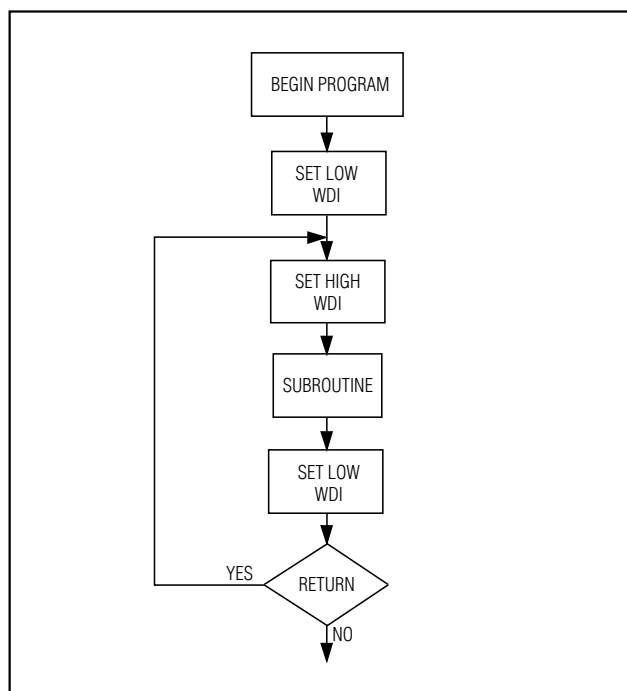 BEGIN PROGRAM
SET LOW
WDI
SET HIGH
WDI
SUBROUTINE
SET LOW
WDI
YES
RETURN
NO